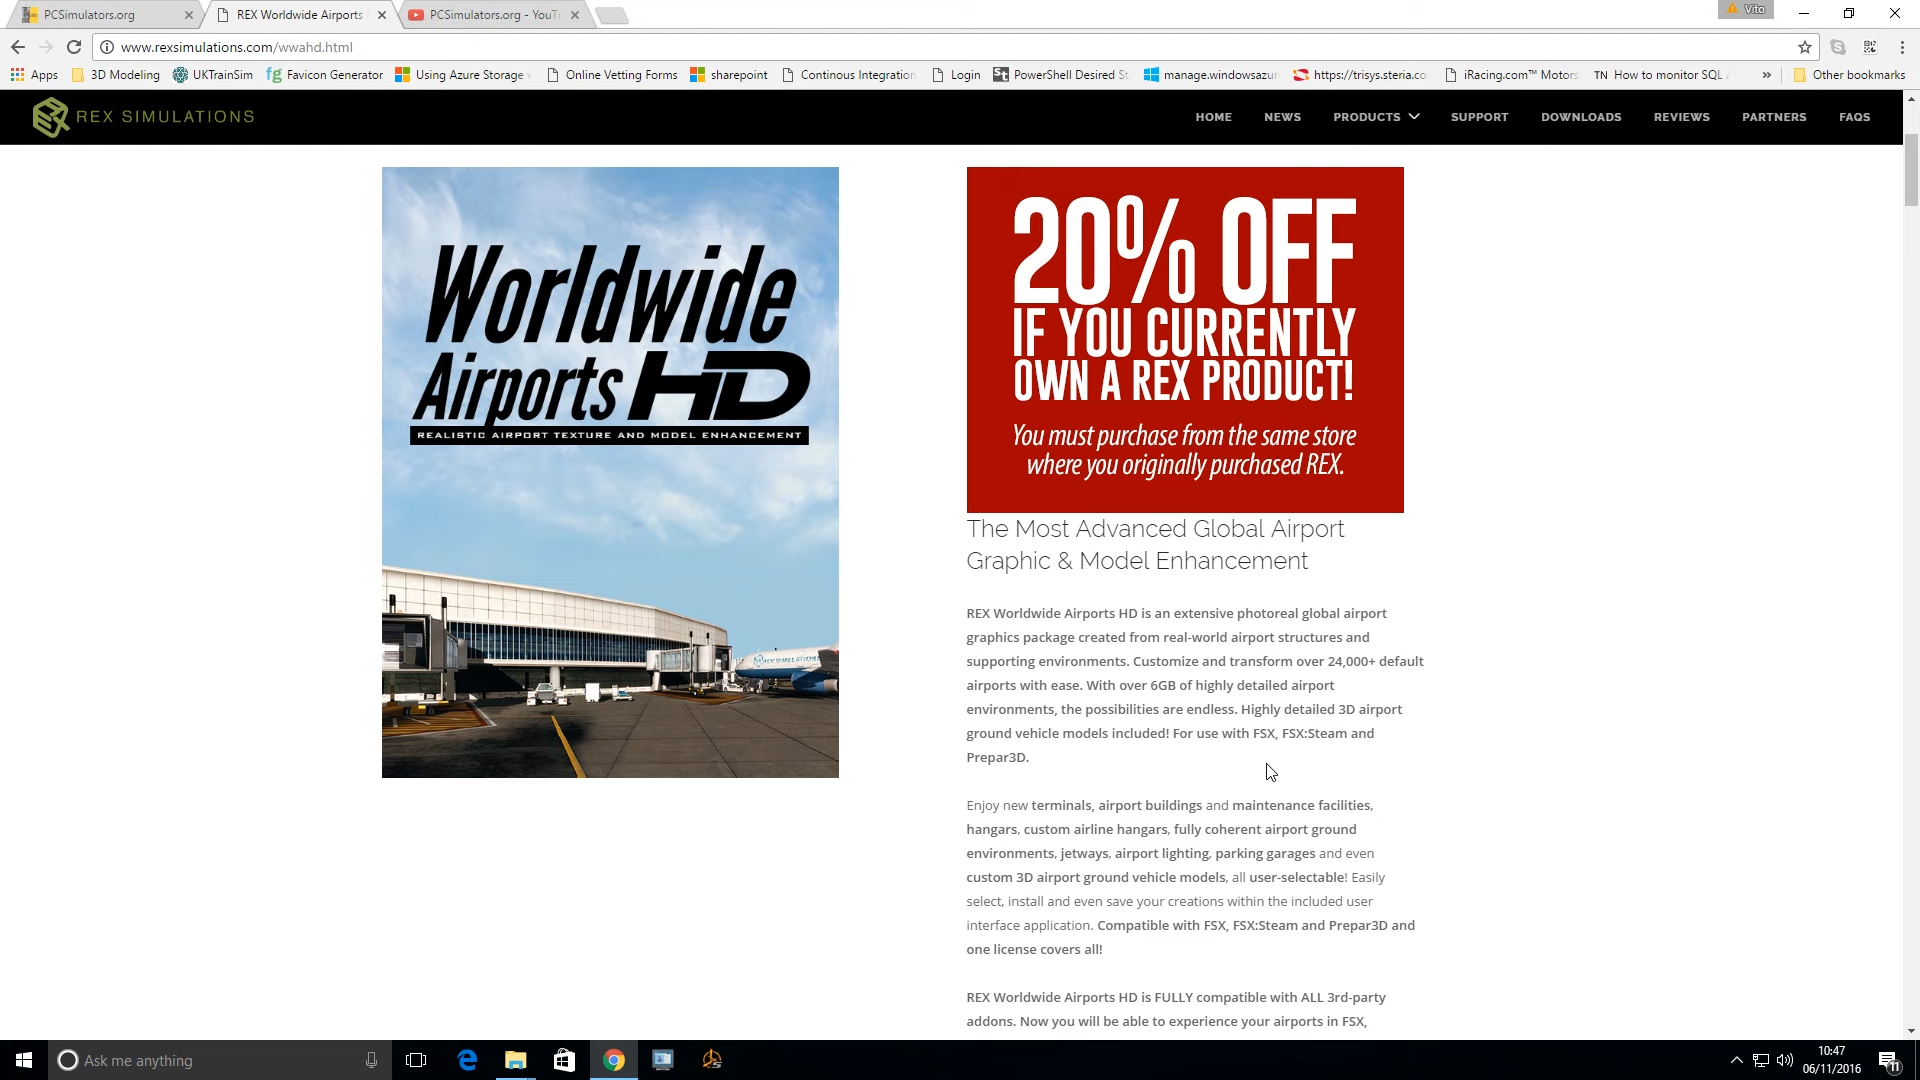 PCSimulators.org
REX Worldwide Airports
PCSimulators.org - YouTu
Vito
www.rexsimulations.com/wwahd.html
Apps
3D Modeling
UKTrainSim
Favicon Generator
Using Azure Storage
Online Vetting Forms
sharepoint
Continous Integration
Login
PowerShell Desired St
manage.windowsazur
https://trisys.steria.co
iRacing.com™ Motors
How to monitor SQL
Other bookmarks
REX SIMULATIONS
HOME
NEWS
PRODUCTS
SUPPORT
DOWNLOADS
REVIEWS
PARTNERS
FAQS
Worldwide
Airports HD
REALISTIC AIRPORT TEXTURE AND MODEL ENHANCEMENT
REX SIMULATIONS
20% OFF
IF YOU CURRENTLY
OWN A REX PRODUCT!
You must purchase from the same store
where you originally purchased REX.
The Most Advanced Global Airport
Graphic & Model Enhancement
REX Worldwide Airports HD is an extensive photoreal global airport
graphics package created from real-world airport structures and
supporting environments. Customize and transform over 24,000+ default
airports with ease. With over 6GB of highly detailed airport
environments, the possibilities are endless. Highly detailed 3D airport
ground vehicle models included! For use with FSX, FSX:Steam and
Prepar3D.
Enjoy new terminals, airport buildings and maintenance facilities,
hangars, custom airline hangars, fully coherent airport ground
environments, jetways, airport lighting, parking garages and even
custom 3D airport ground vehicle models, all user-selectable! Easily
select, install and even save your creations within the included user
interface application. Compatible with FSX, FSX:Steam and Prepar3D and
one license covers all!
REX Worldwide Airports HD is FULLY compatible with ALL 3rd-party
addons. Now you will be able to experience your airports in FSX,
Ask me anything
10:47
06/11/2016
11